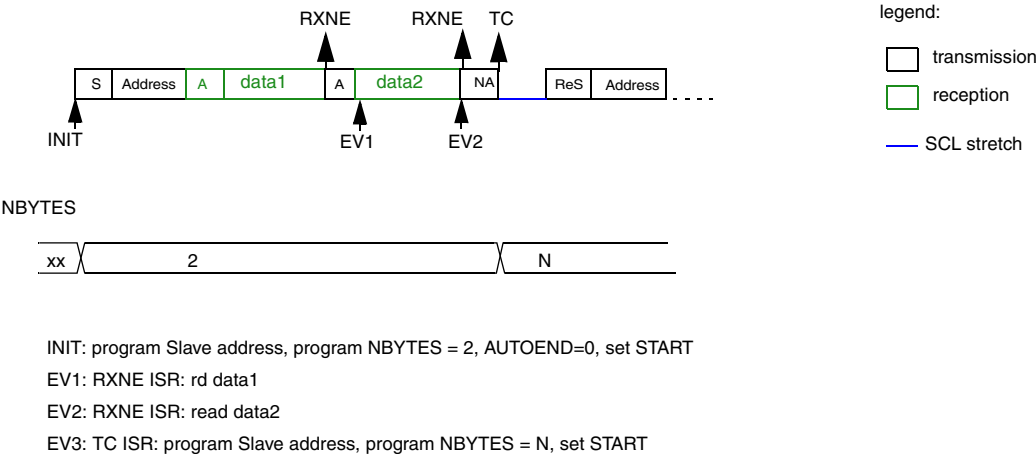 RXNE RXNE TC
legend:
S Address A data1 A data2 NA ReS Address
transmission
reception
INIT EV1 EV2
SCL stretch
NBYTES
xx 2 N
INIT: program Slave address, program NBYTES = 2, AUTOEND=0, set START
EV1: RXNE ISR: rd data1
EV2: RXNE ISR: read data2
EV3: TC ISR: program Slave address, program NBYTES = N, set START